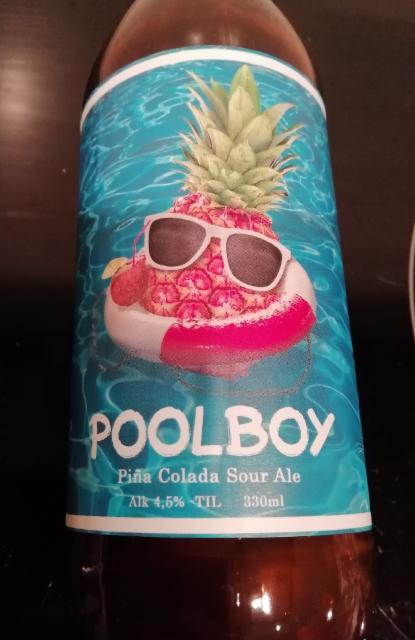 POOLBOY
Piña Colada Sour Ale
Alk 4,5% -TIL 330ml